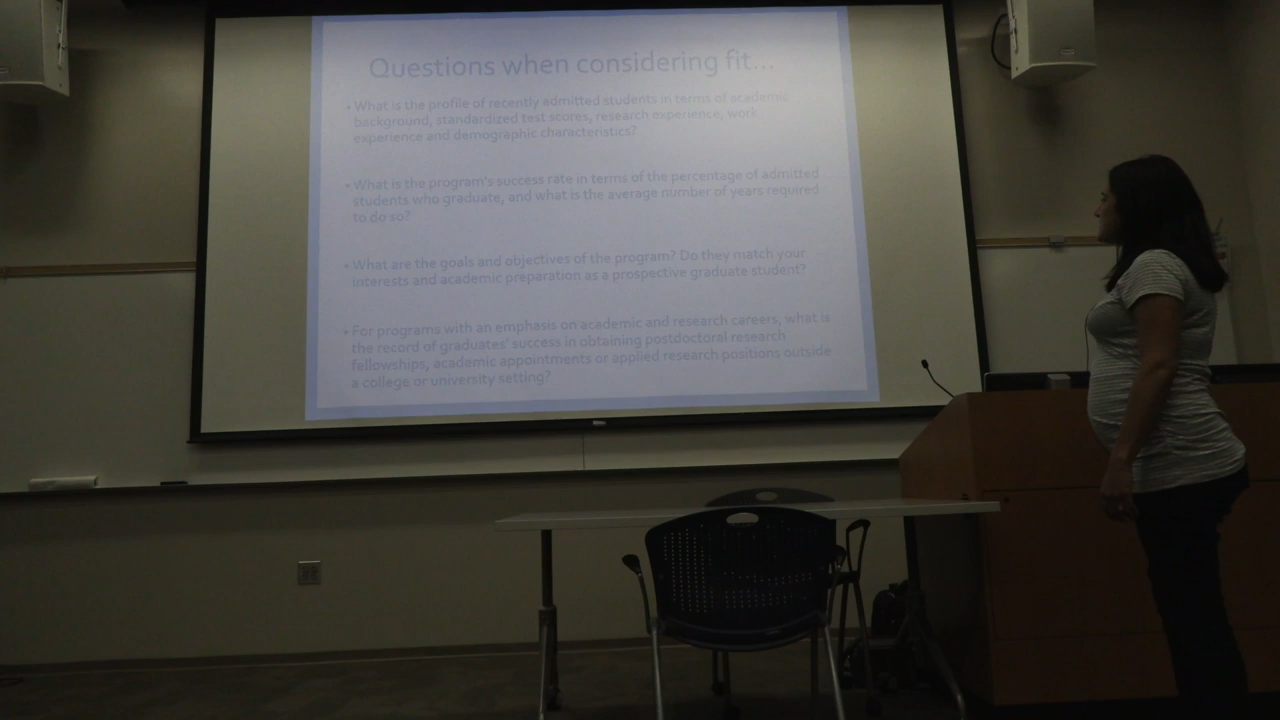 Questions when considering fit...
• What is the profile of recently admitted students in terms of academic
background, standardized test scores, research experience, work
experience and demographic characteristics?
• What is the program's success rate in terms of the percentage of admitted
students who graduate, and what is the average number of years required
to do so?
• What are the goals and objectives of the program? Do they match your
interests and academic preparation as a prospective graduate student?
• For programs with an emphasis on academic and research careers, what is
the record of graduates' success in obtaining postdoctoral research
fellowships, academic appointments or applied research positions outside
a college or university setting?